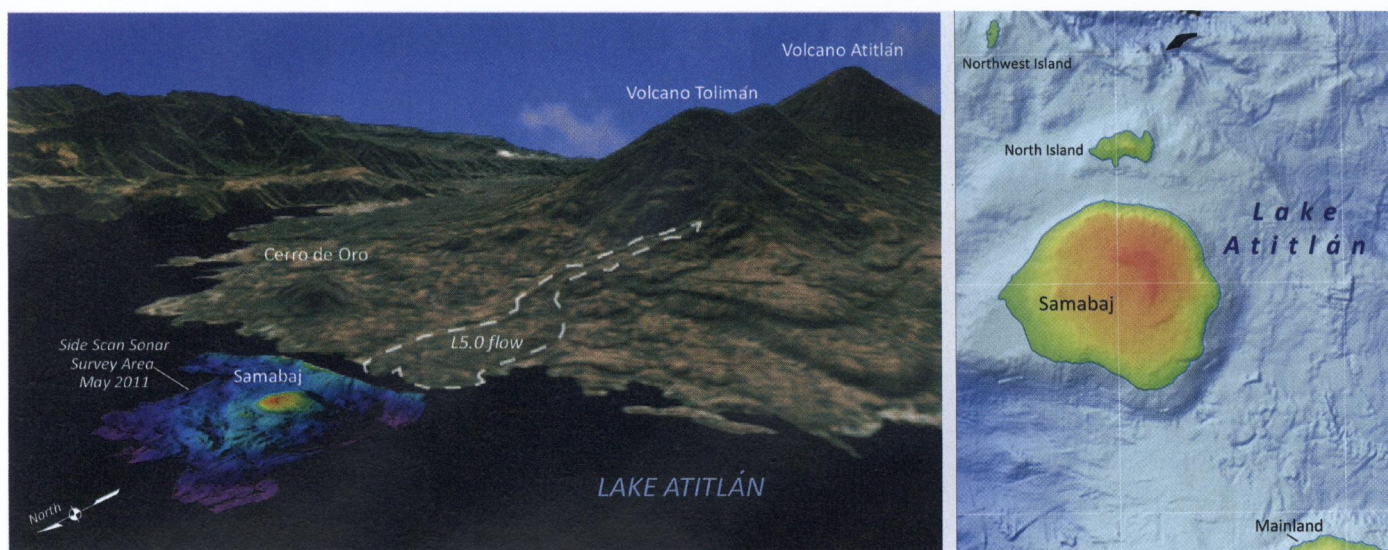 Volcano Atitlán
Volcano Tolimán
Cerro de Oro
L5.0 flow
Side Scan Sonar
Survey Area
May 2011
Samabaj
LAKE ATITLÁN
North
Northwest Island
North Island
Lake
Atitlán
Samabaj
Mainland